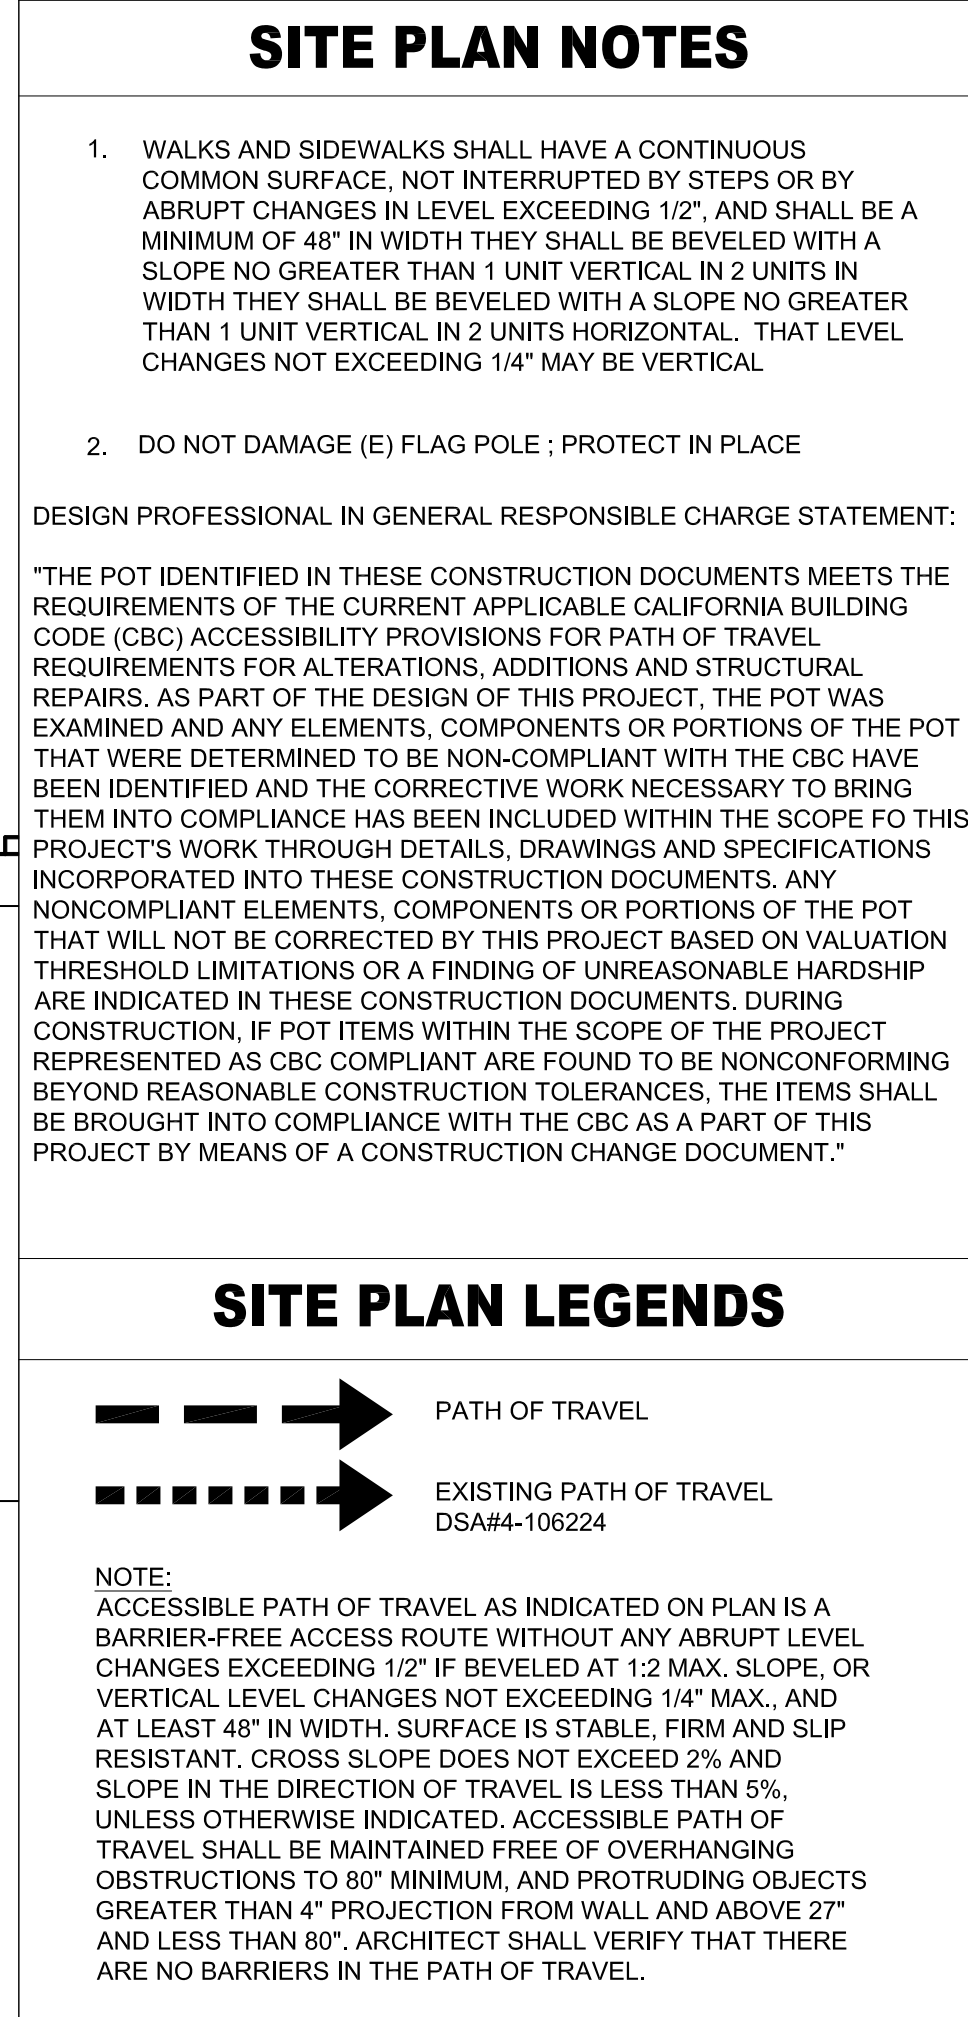 SITE PLAN NOTES
1. WALKS AND SIDEWALKS SHALL HAVE A CONTINUOUS
COMMON SURFACE, NOT INTERRUPTED BY STEPS OR BY
ABRUPT CHANGES IN LEVEL EXCEEDING 1/2", AND SHALL BE A
MINIMUM OF 48" IN WIDTH THEY SHALL BE BEVELED WITH A
SLOPE NO GREATER THAN 1 UNIT VERTICAL IN 2 UNITS IN
WIDTH THEY SHALL BE BEVELED WITH A SLOPE NO GREATER
THAN 1 UNIT VERTICAL IN 2 UNITS HORIZONTAL. THAT LEVEL
CHANGES NOT EXCEEDING 1/4" MAY BE VERTICAL
2. DO NOT DAMAGE (E) FLAG POLE ; PROTECT IN PLACE
DESIGN PROFESSIONAL IN GENERAL RESPONSIBLE CHARGE STATEMENT:
"THE POT IDENTIFIED IN THESE CONSTRUCTION DOCUMENTS MEETS THE
REQUIREMENTS OF THE CURRENT APPLICABLE CALIFORNIA BUILDING
CODE (CBC) ACCESSIBILITY PROVISIONS FOR PATH OF TRAVEL
REQUIREMENTS FOR ALTERATIONS, ADDITIONS AND STRUCTURAL
REPAIRS. AS PART OF THE DESIGN OF THIS PROJECT, THE POT WAS
EXAMINED AND ANY ELEMENTS, COMPONENTS OR PORTIONS OF THE POT
THAT WERE DETERMINED TO BE NON-COMPLIANT WITH THE CBC HAVE
BEEN IDENTIFIED AND THE CORRECTIVE WORK NECESSARY TO BRING
THEM INTO COMPLIANCE HAS BEEN INCLUDED WITHIN THE SCOPE FO THIS
PROJECT'S WORK THROUGH DETAILS, DRAWINGS AND SPECIFICATIONS
INCORPORATED INTO THESE CONSTRUCTION DOCUMENTS. ANY
NONCOMPLIANT ELEMENTS, COMPONENTS OR PORTIONS OF THE POT
THAT WILL NOT BE CORRECTED BY THIS PROJECT BASED ON VALUATION
THRESHOLD LIMITATIONS OR A FINDING OF UNREASONABLE HARDSHIP
ARE INDICATED IN THESE CONSTRUCTION DOCUMENTS. DURING
CONSTRUCTION, IF POT ITEMS WITHIN THE SCOPE OF THE PROJECT
REPRESENTED AS CBC COMPLIANT ARE FOUND TO BE NONCONFORMING
BEYOND REASONABLE CONSTRUCTION TOLERANCES, THE ITEMS SHALL
BE BROUGHT INTO COMPLIANCE WITH THE CBC AS A PART OF THIS
PROJECT BY MEANS OF A CONSTRUCTION CHANGE DOCUMENT."
SITE PLAN LEGENDS
PATH OF TRAVEL
EXISTING PATH OF TRAVEL
DSA#4-106224
NOTE:
ACCESSIBLE PATH OF TRAVEL AS INDICATED ON PLAN IS A
BARRIER-FREE ACCESS ROUTE WITHOUT ANY ABRUPT LEVEL
CHANGES EXCEEDING 1/2" IF BEVELED AT 1:2 MAX. SLOPE, OR
VERTICAL LEVEL CHANGES NOT EXCEEDING 1/4" MAX., AND
AT LEAST 48" IN WIDTH. SURFACE IS STABLE, FIRM AND SLIP
RESISTANT. CROSS SLOPE DOES NOT EXCEED 2% AND
SLOPE IN THE DIRECTION OF TRAVEL IS LESS THAN 5%,
UNLESS OTHERWISE INDICATED. ACCESSIBLE PATH OF
TRAVEL SHALL BE MAINTAINED FREE OF OVERHANGING
OBSTRUCTIONS TO 80" MINIMUM, AND PROTRUDING OBJECTS
GREATER THAN 4" PROJECTION FROM WALL AND ABOVE 27"
AND LESS THAN 80". ARCHITECT SHALL VERIFY THAT THERE
ARE NO BARRIERS IN THE PATH OF TRAVEL.